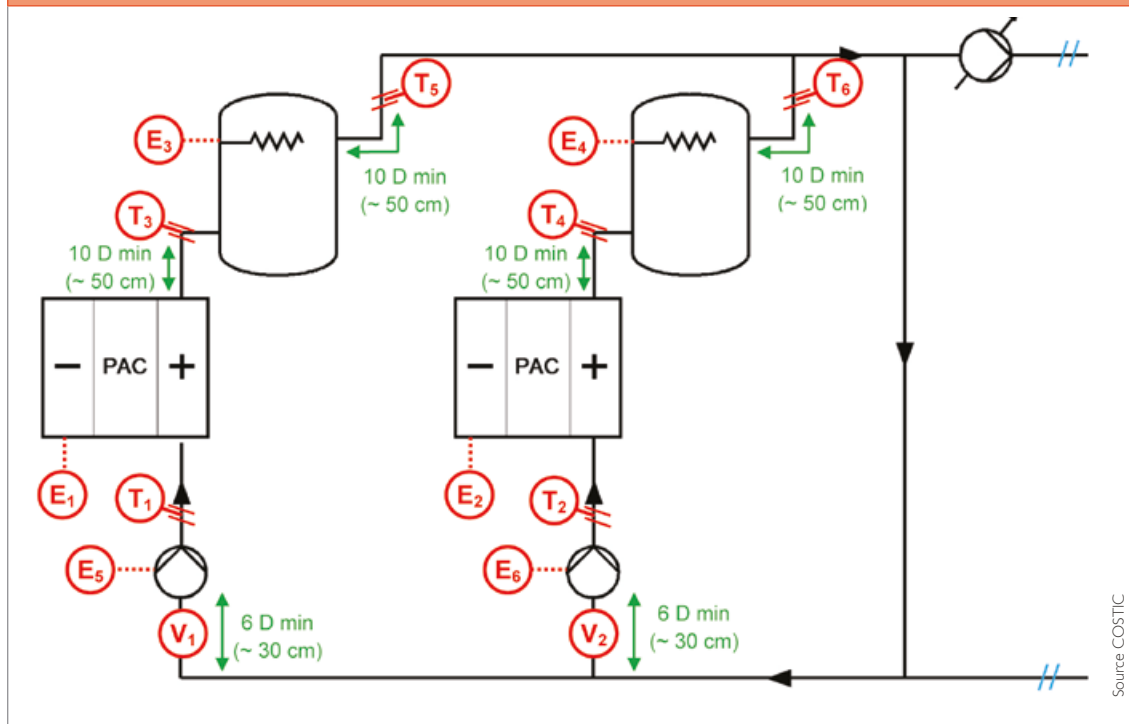 T5
T6
E3
E4
10 D min
(~ 50 cm)
10 D min
(~ 50 cm)
T3
T4
10 D min
(~ 50 cm)
10 D min
(~ 50 cm)
− PAC +
− PAC +
E1
T1
E2
T2
E5
E6
V1
6 D min
(~ 30 cm)
V2
6 D min
(~ 30 cm)
Source COSTIC